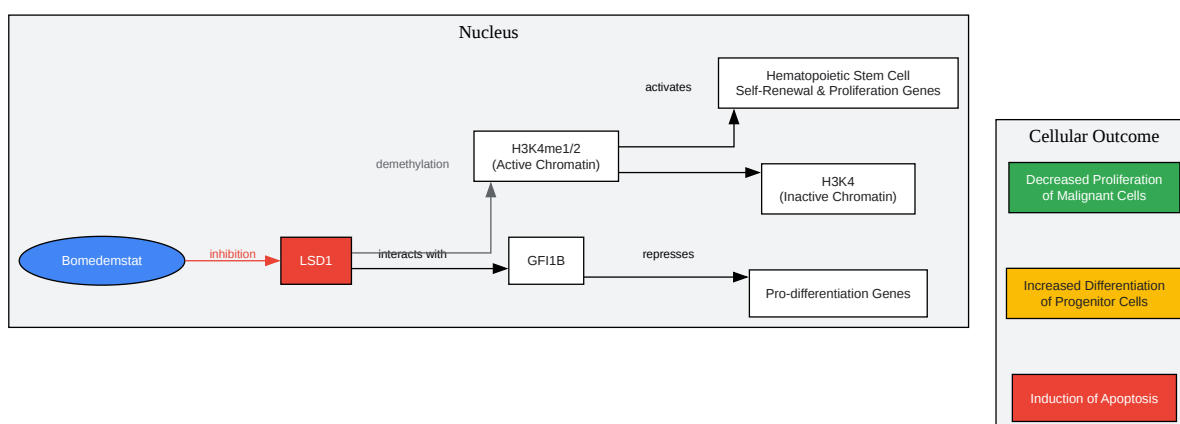 Nucleus
Hematopoietic Stem Cell
Self-Renewal & Proliferation Genes
activates
H3K4me1/2
(Active Chromatin)
demethylation
H3K4
(Inactive Chromatin)
Bomedemstat
inhibition
LSD1
interacts with
GFI1B
represses
Pro-differentiation Genes
Cellular Outcome
Decreased Proliferation
of Malignant Cells
Increased Differentiation
of Progenitor Cells
Induction of Apoptosis